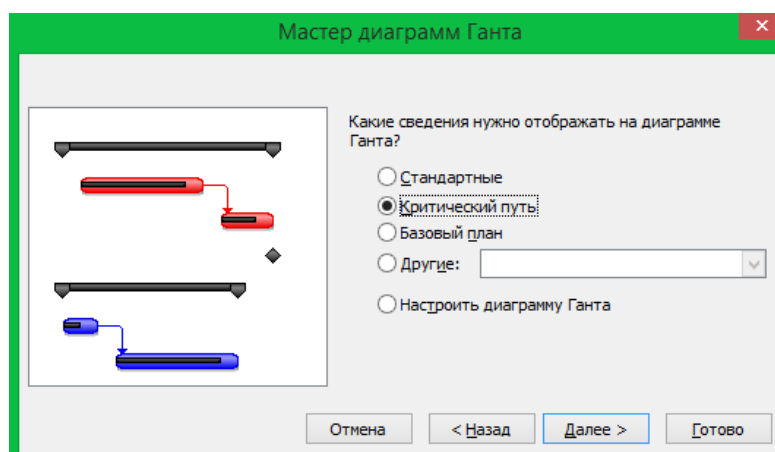 Мастер диаграмм Ганта
Какие сведения нужно отображать на диаграмме
Ганта?
Стандартные
Критический путь
Базовый план
Другие:
Настроить диаграмму Ганта
Отмена
< Назад
Далее >
Готово